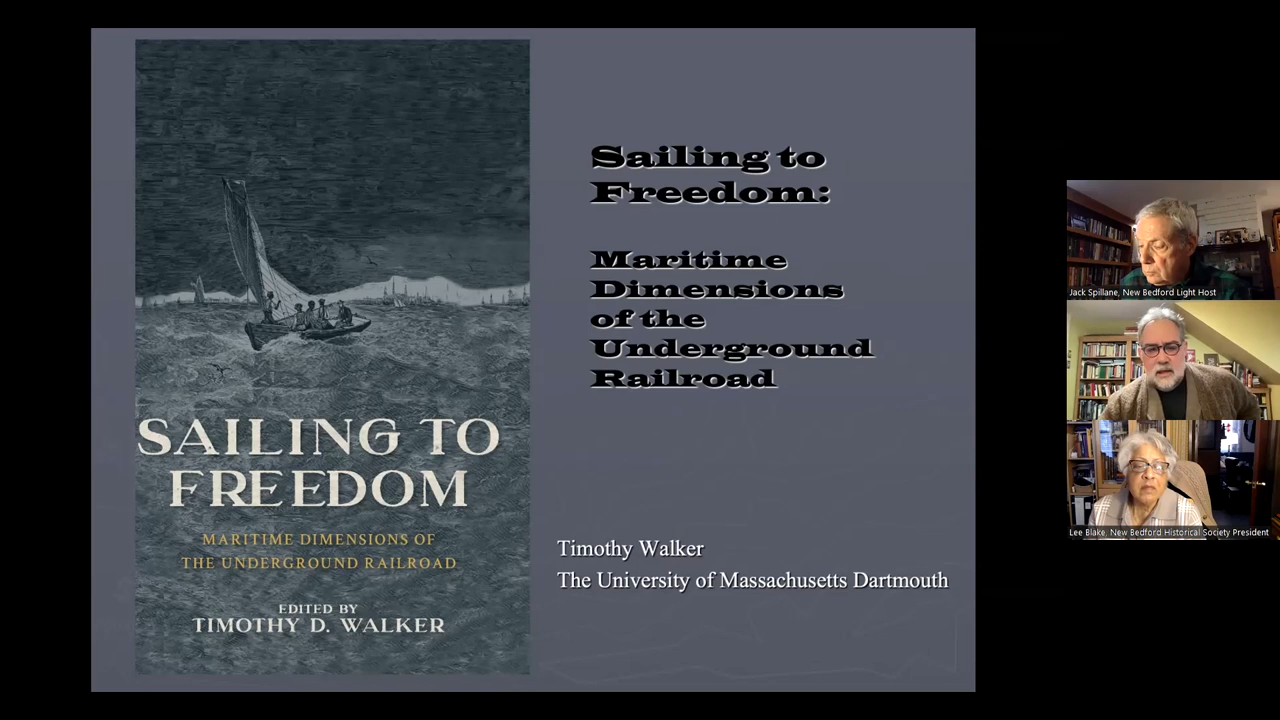 SAILING TO
FREEDOM
MARITIME DIMENSIONS OF
THE UNDERGROUND RAILROAD
EDITED BY
TIMOTHY D. WALKER
Sailing to
Freedom:
Maritime
Dimensions
of the
Underground
Railroad
Timothy Walker
The University of Massachusetts Dartmouth
Jack Spillane, New Bedford Light Host
Lee Blake, New Bedford Historical Society President